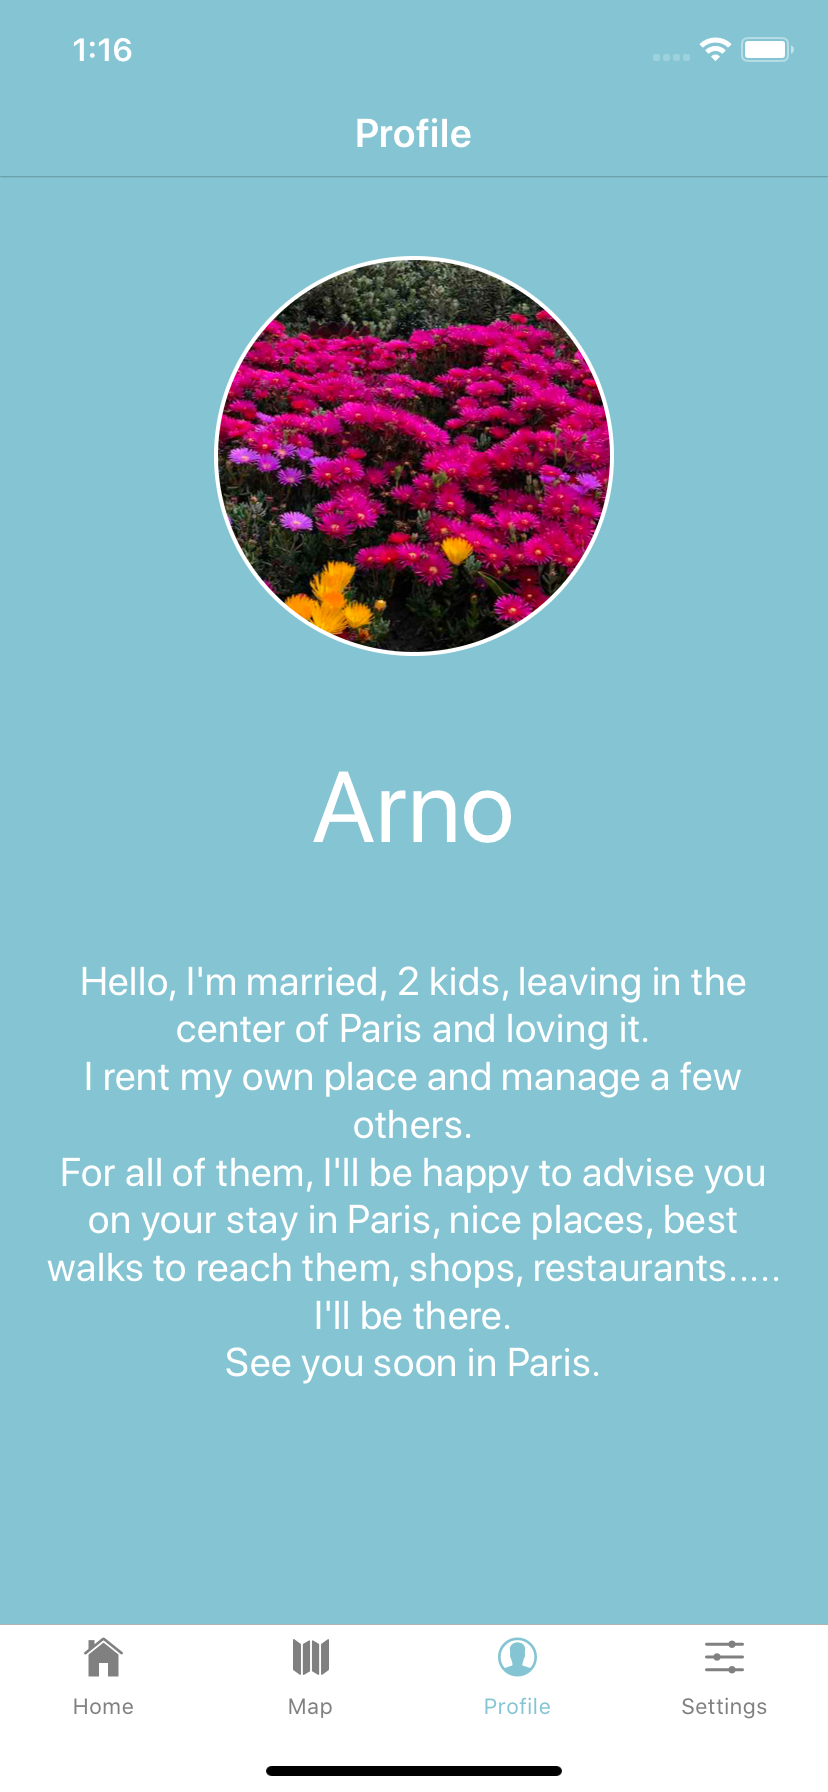 1:16
Profile
Arno
Hello, I'm married, 2 kids, leaving in the
center of Paris and loving it.
I rent my own place and manage a few
others.
For all of them, I'll be happy to advise you
on your stay in Paris, nice places, best
walks to reach them, shops, restaurants.....
I'll be there.
See you soon in Paris.
Home
Map
Profile
Settings